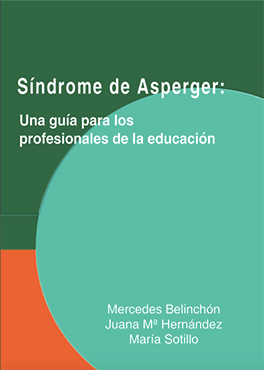 Síndrome de Asperger:
Una guía para los
profesionales de la educación
Mercedes Belinchón
Juana Mª Hernández
María Sotillo